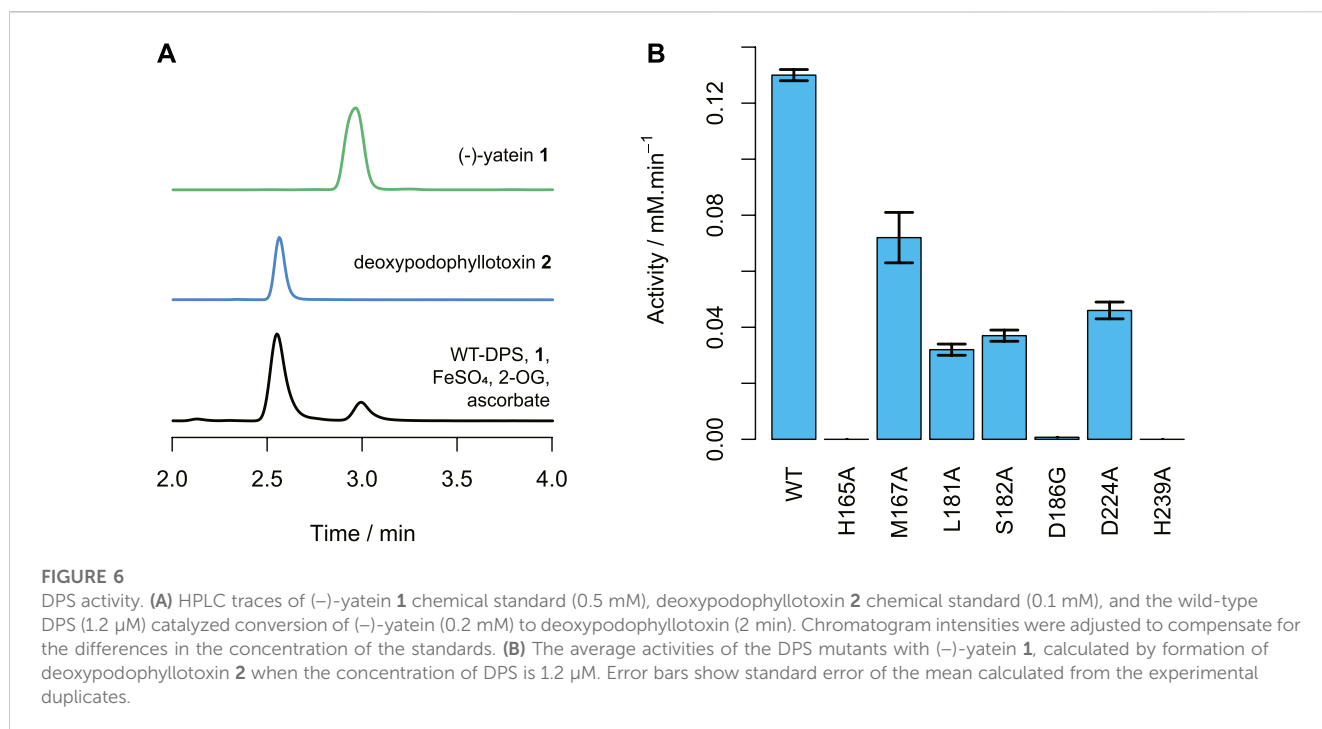 A
(-)-yatein 1
deoxypodophyllotoxin 2
WT-DPS, 1,
FeSO₄, 2-OG,
ascorbate
2.0 2.5 3.0 3.5 4.0
Time / min
B
Activity / mM.min⁻¹
0.12
0.08
0.04
0.00
WT H165A M167A L181A S182A D186G D224A H239A
FIGURE 6
DPS activity. (A) HPLC traces of (–)-yatein 1 chemical standard (0.5 mM), deoxypodophyllotoxin 2 chemical standard (0.1 mM), and the wild-type
DPS (1.2 µM) catalyzed conversion of (–)-yatein (0.2 mM) to deoxypodophyllotoxin (2 min). Chromatogram intensities were adjusted to compensate for
the differences in the concentration of the standards. (B) The average activities of the DPS mutants with (–)-yatein 1, calculated by formation of
deoxypodophyllotoxin 2 when the concentration of DPS is 1.2 µM. Error bars show standard error of the mean calculated from the experimental
duplicates.